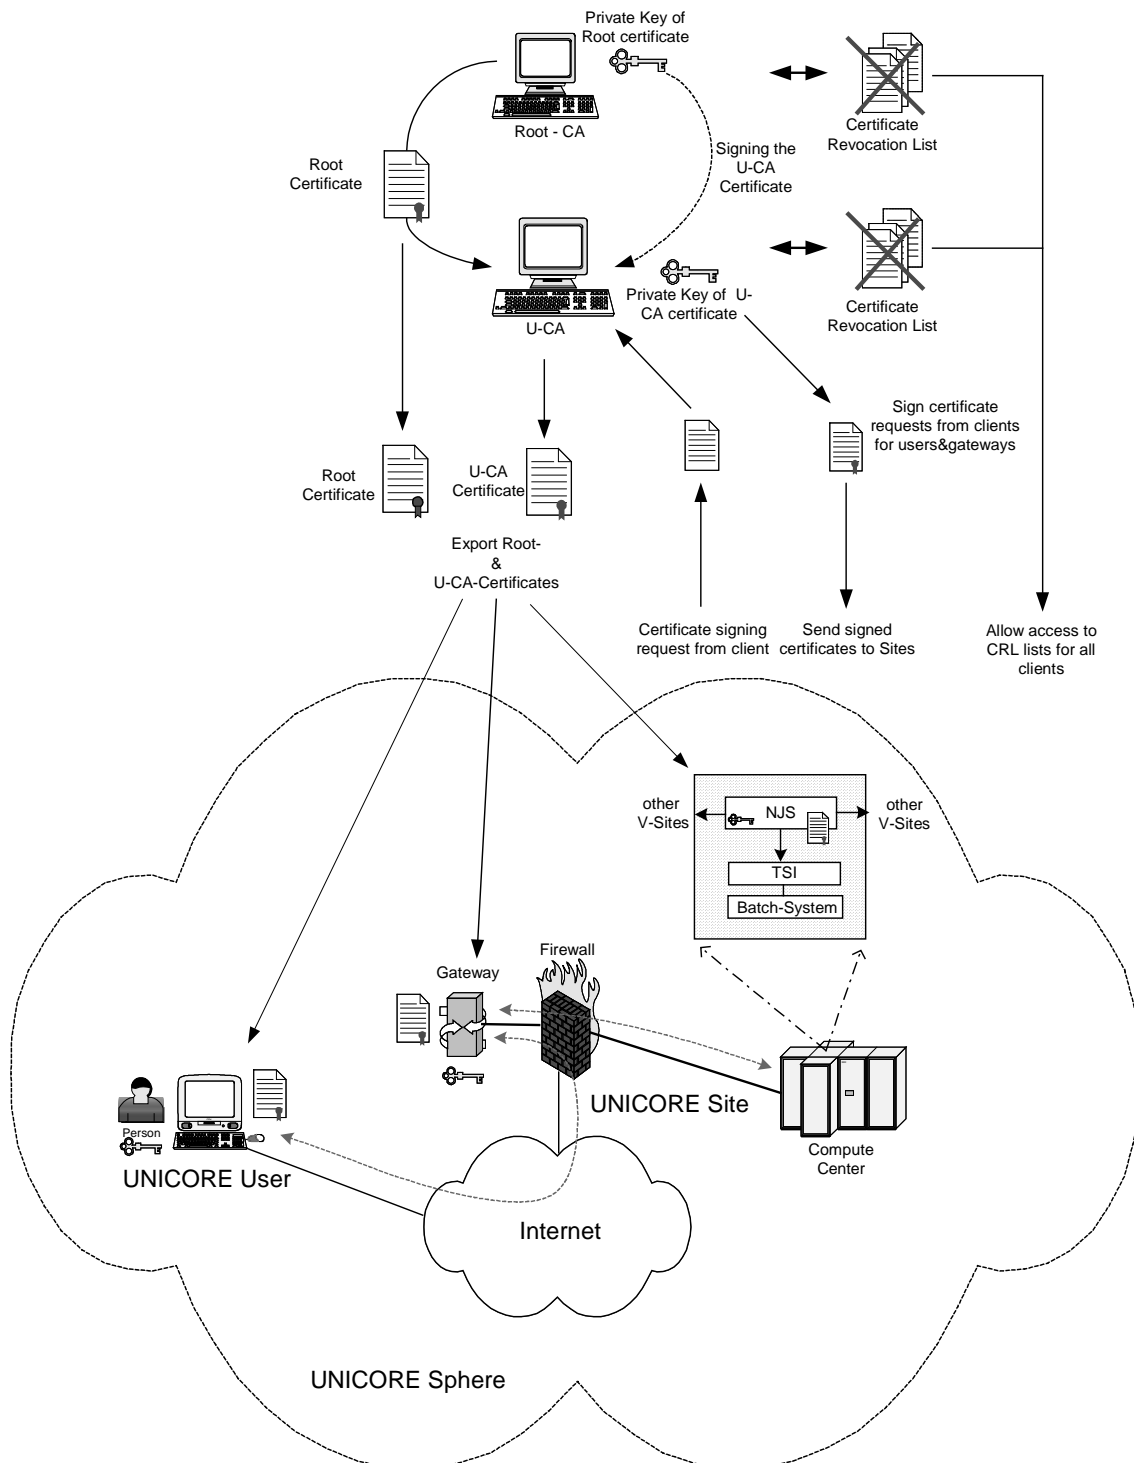 Private Key of
Root certificate
Root - CA
Certificate
Revocation List
Signing the
U-CA
Certificate
Root
Certificate
Private Key of  U-
CA certificate
U-CA
Certificate
Revocation List
Sign certificate
requests from clients
for users&gateways
Root
Certificate
U-CA
Certificate
Export Root-
&
U-CA-Certificates
Certificate signing
request from client
Send signed
certificates to Sites
Allow access to
CRL lists for all
clients
other
V-Sites
NJS
other
V-Sites
TSI
Batch-System
Firewall
Gateway
UNICORE Site
Person
UNICORE User
Compute
Center
Internet
UNICORE Sphere